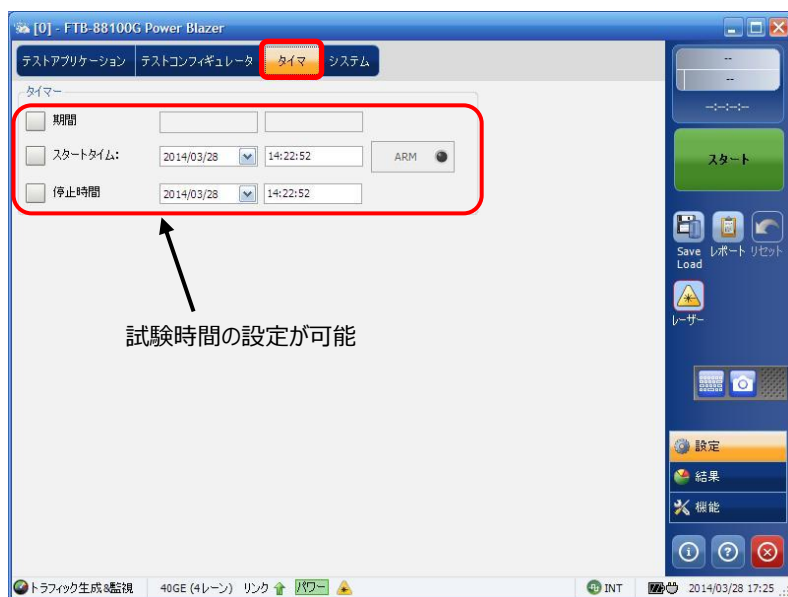 [0] - FTB-88100G Power Blazer
テストアプリケーション テストコンフィギュレータ タイマ システム
タイマー
期間
スタートタイム: 2014/03/28 14:22:52 ARM
停止時間 2014/03/28 14:22:52
試験時間の設定が可能
--
--
--:--:--
スタート
Save Load レポート リセット
レーザー
設定
結果
機能
トラフィック生成&監視 40GE (4レーン) リンク パワー INT 2014/03/28 17:25